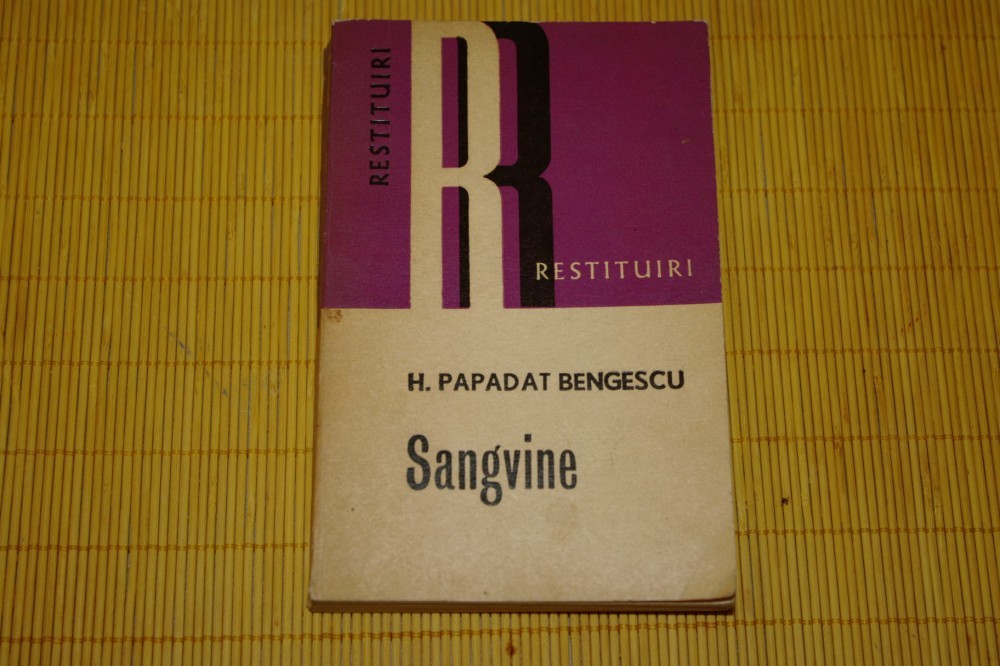 RESTITUIRI
R
RESTITUIRI
H. PAPADAT BENGESCU
Sangvine